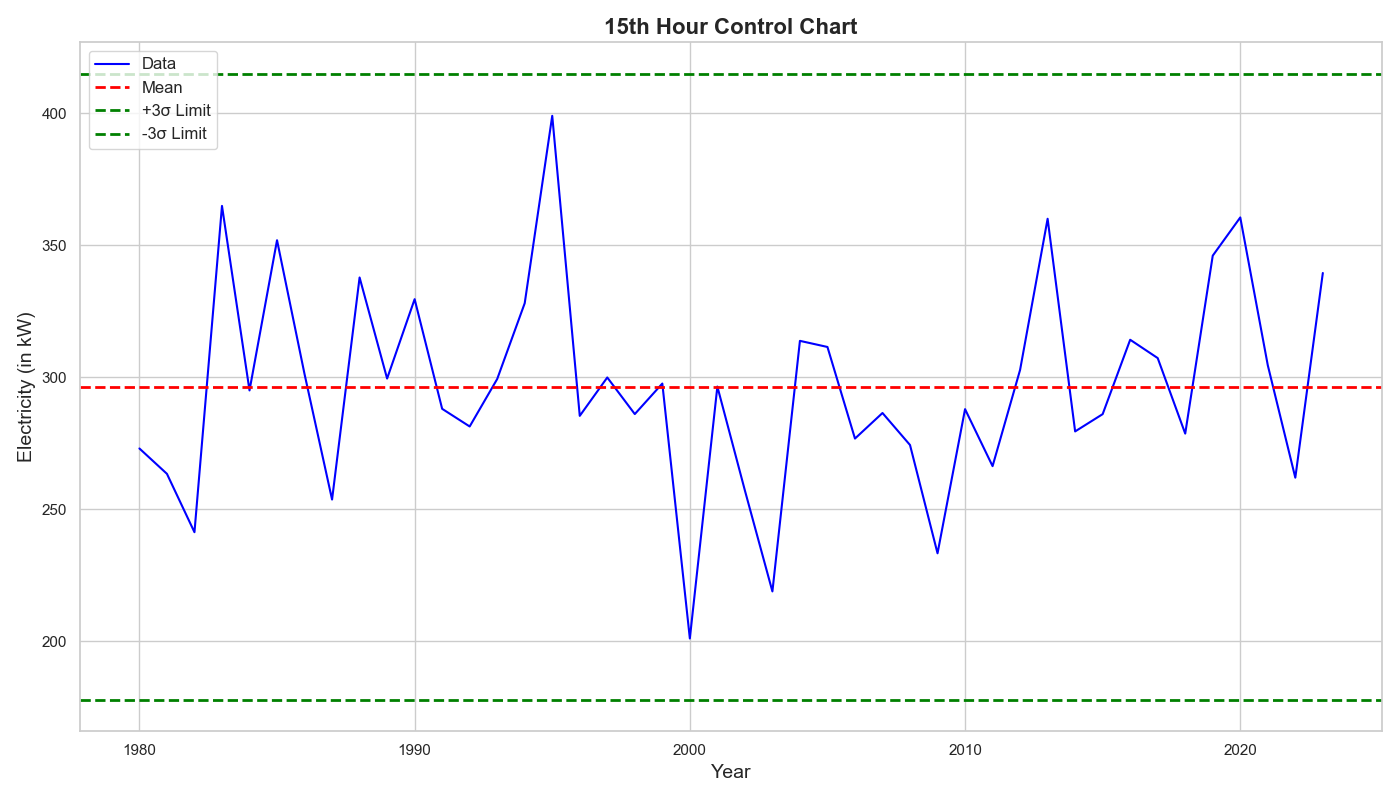 15th Hour Control Chart
Data
Mean
+3σ Limit
-3σ Limit
Electricity (in kW)
400
350
300
250
200
1980
1990
2000
2010
2020
Year